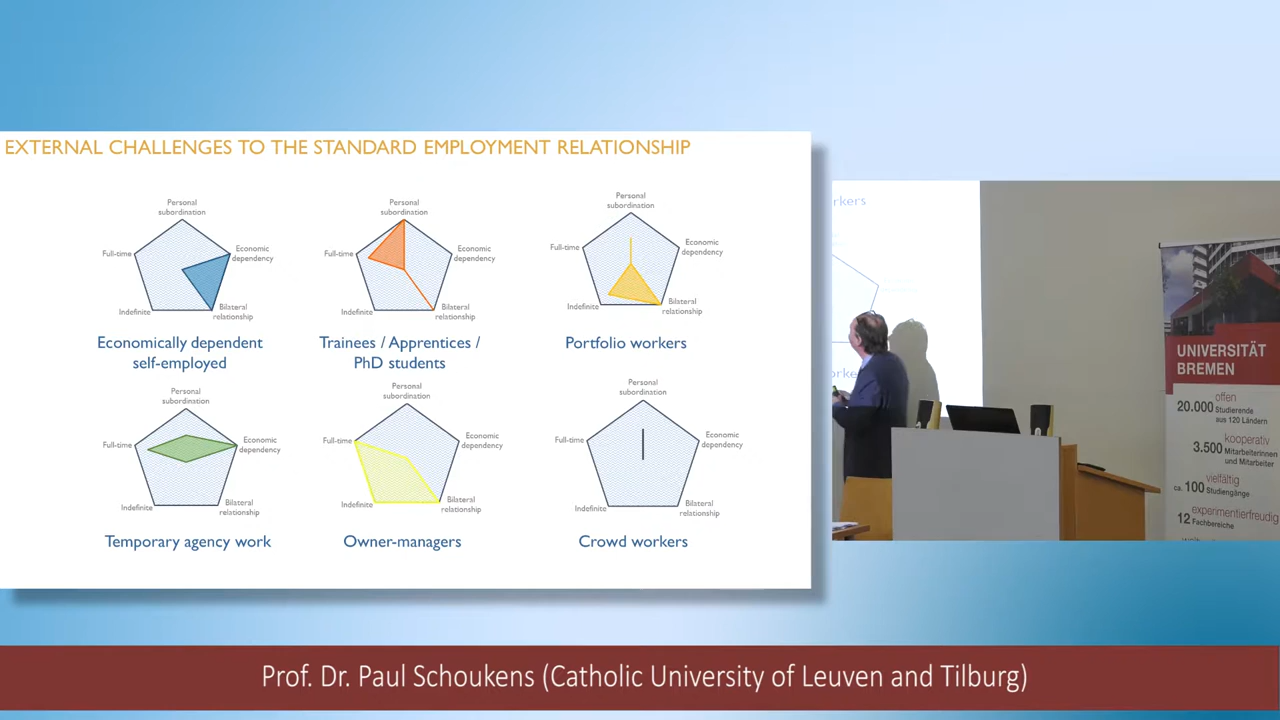 EXTERNAL CHALLENGES TO THE STANDARD EMPLOYMENT RELATIONSHIP
Personal
subordination
Full-time
Economic
dependency
Indefinite
Bilateral
relationship
Economically dependent
self-employed
Personal
subordination
Full-time
Economic
dependency
Indefinite
Bilateral
relationship
Trainees / Apprentices /
PhD students
Personal
subordination
Full-time
Economic
dependency
Indefinite
Bilateral
relationship
Portfolio workers
Personal
subordination
Full-time
Economic
dependency
Indefinite
Bilateral
relationship
Temporary agency work
Personal
subordination
Full-time
Economic
dependency
Indefinite
Bilateral
relationship
Owner-managers
Personal
subordination
Full-time
Economic
dependency
Indefinite
Bilateral
relationship
Crowd workers
rkers
UNIVERSITÄT
BREMEN
offen
20.000 Studierende
aus 120 Ländern
kooperativ
3.500 Mitarbeiterinnen
und Mitarbeiter
vielfältig
ca. 100 Studiengänge
experimentierfreudig
12 Fachbereiche
Prof. Dr. Paul Schoukens (Catholic University of Leuven and Tilburg)